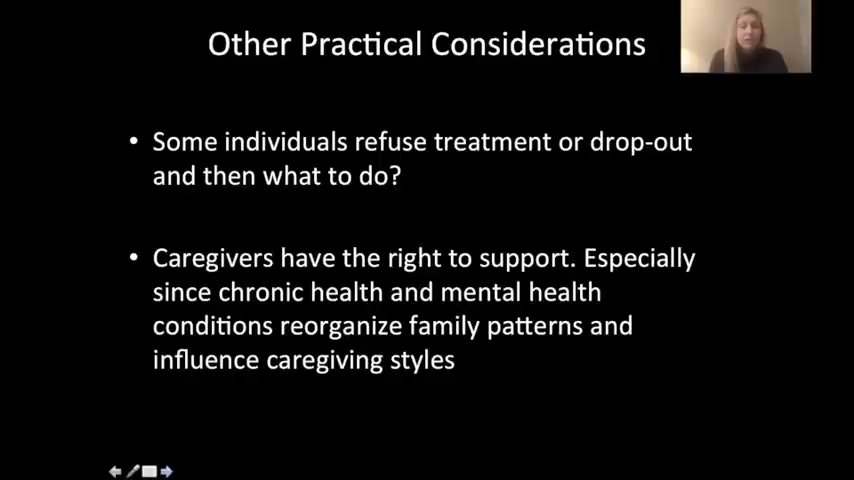 Other Practical Considerations
• Some individuals refuse treatment or drop-out
and then what to do?
• Caregivers have the right to support. Especially
since chronic health and mental health
conditions reorganize family patterns and
influence caregiving styles